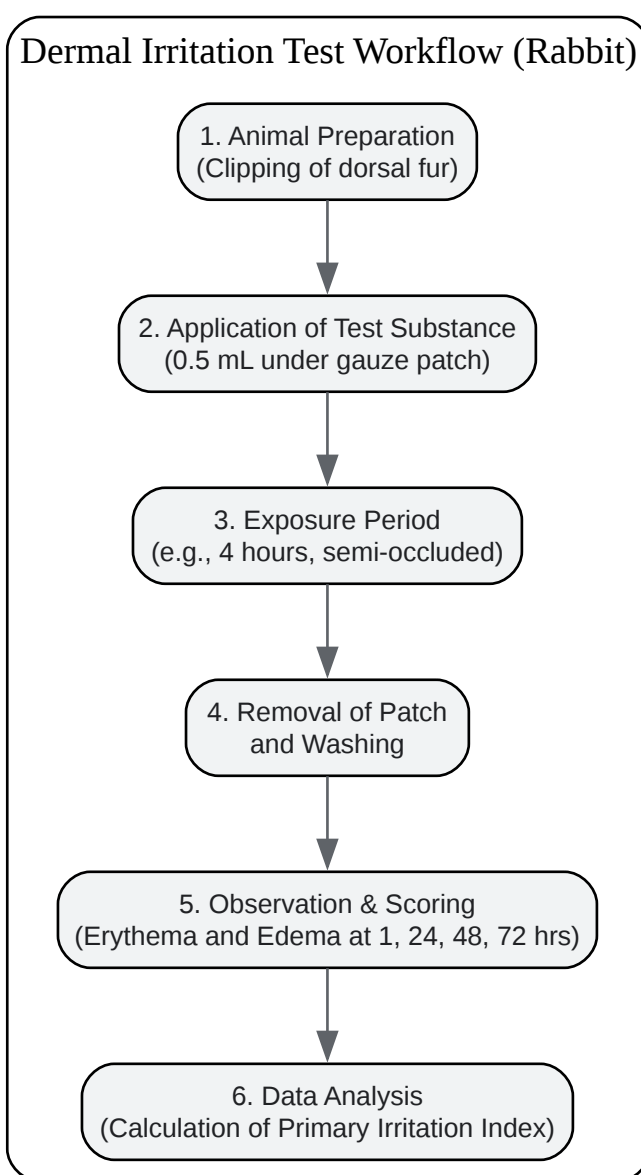 Dermal Irritation Test Workflow (Rabbit)
1. Animal Preparation
(Clipping of dorsal fur)
2. Application of Test Substance
(0.5 mL under gauze patch)
3. Exposure Period
(e.g., 4 hours, semi-occluded)
4. Removal of Patch
and Washing
5. Observation & Scoring
(Erythema and Edema at 1, 24, 48, 72 hrs)
6. Data Analysis
(Calculation of Primary Irritation Index)